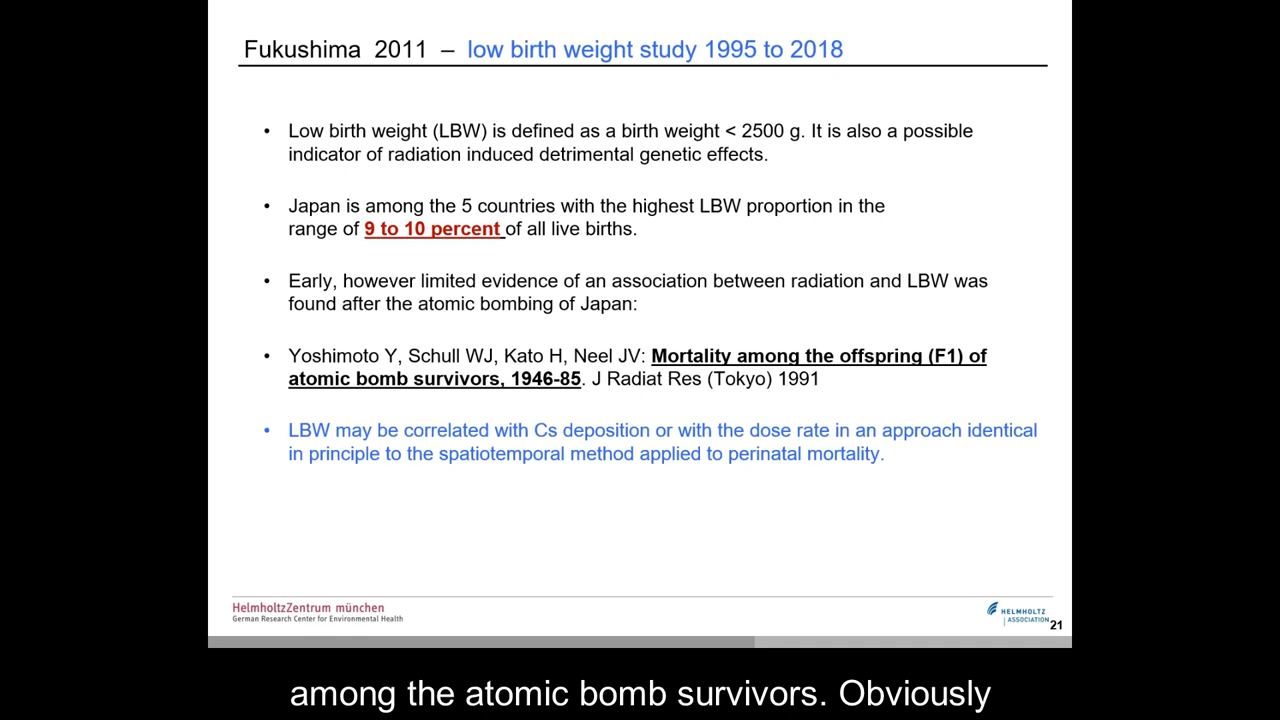 Fukushima 2011 – low birth weight study 1995 to 2018
• Low birth weight (LBW) is defined as a birth weight < 2500 g. It is also a possible
indicator of radiation induced detrimental genetic effects.
• Japan is among the 5 countries with the highest LBW proportion in the
range of 9 to 10 percent of all live births.
• Early, however limited evidence of an association between radiation and LBW was
found after the atomic bombing of Japan:
• Yoshimoto Y, Schull WJ, Kato H, Neel JV: Mortality among the offspring (F1) of
atomic bomb survivors, 1946-85. J Radiat Res (Tokyo) 1991
• LBW may be correlated with Cs deposition or with the dose rate in an approach identical
in principle to the spatiotemporal method applied to perinatal mortality.
HelmholtzZentrum münchen
German Research Center for Environmental Health
HELMHOLTZ
| ASSOCIATION
21
among the atomic bomb survivors. Obviously